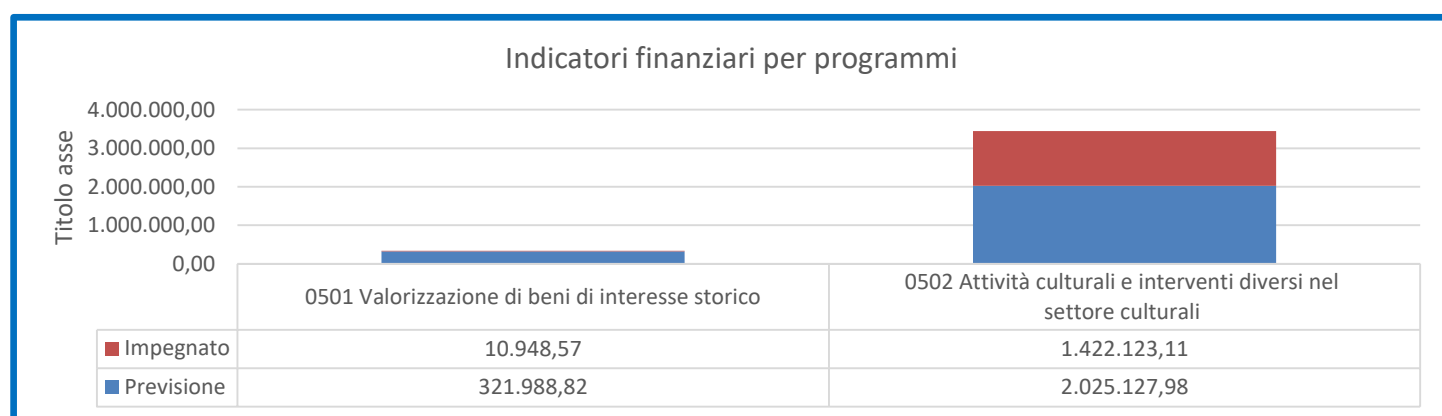 Indicatori finanziari per programmi
Titolo asse
4.000.000,00
3.000.000,00
2.000.000,00
1.000.000,00
0,00
0501 Valorizzazione di beni di interesse storico
0502 Attività culturali e interventi diversi nel
settore culturali
Impegnato 10.948,57 1.422.123,11
Previsione 321.988,82 2.025.127,98